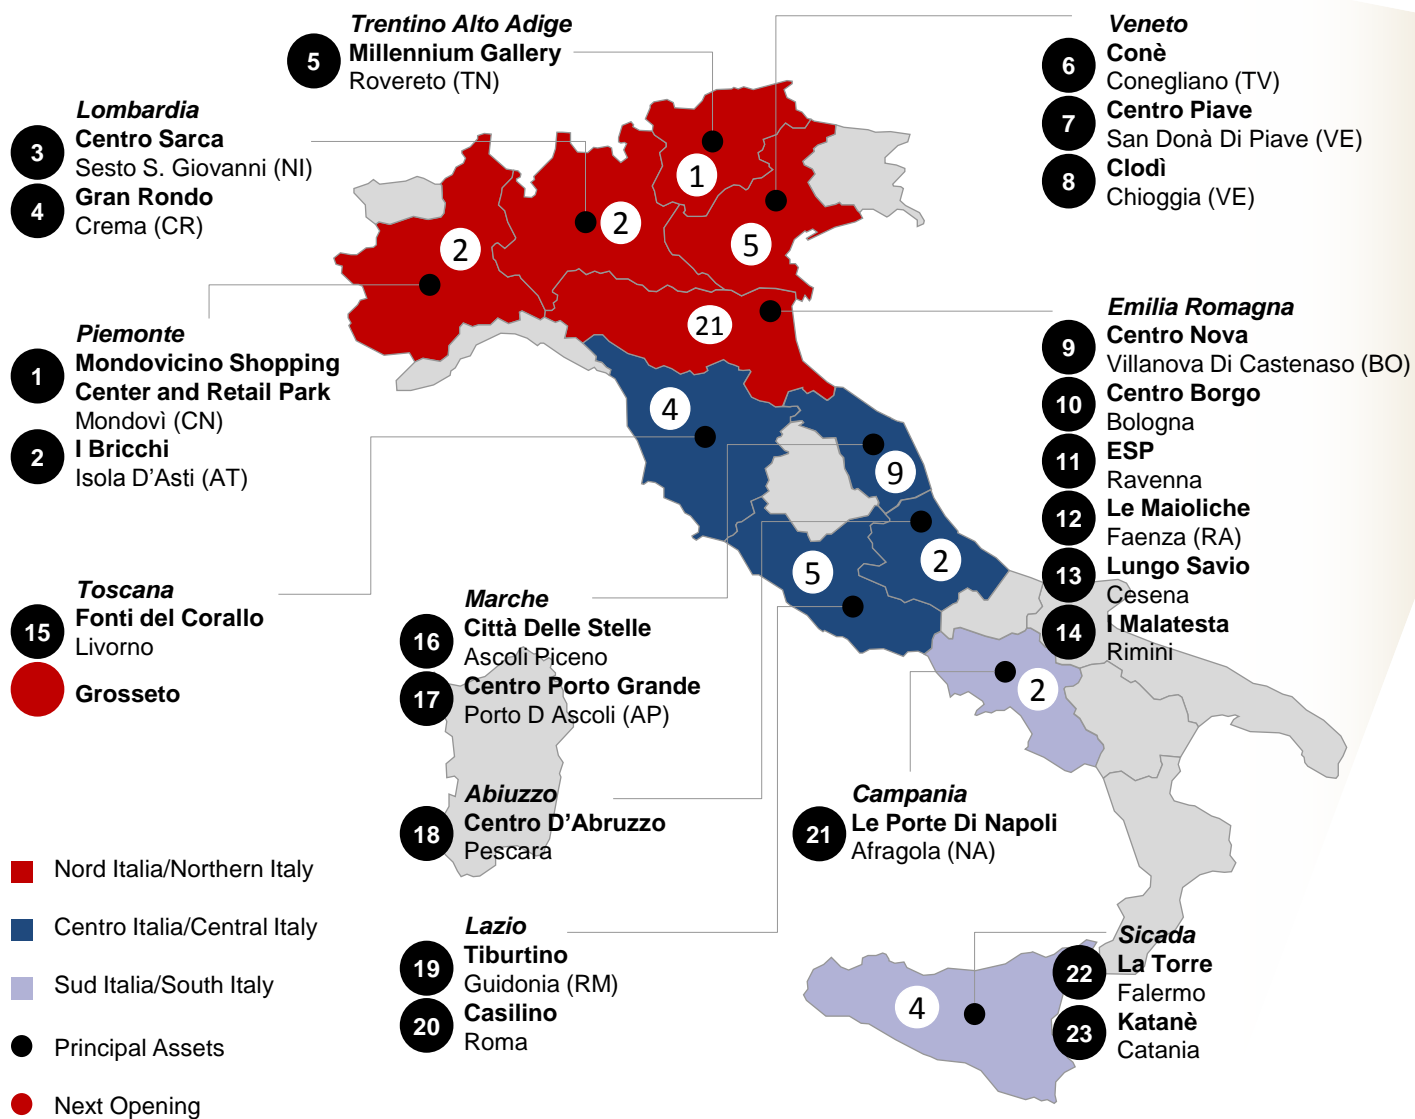 Trentino Alto Adige
5
Millennium Gallery
Rovereto (TN)
Veneto
6
Conè
Conegliano (TV)
7
Centro Piave
San Donà Di Piave (VE)
8
Clodì
Chioggia (VE)
Lombardia
3
Centro Sarca
Sesto S. Giovanni (NI)
4
Gran Rondo
Crema (CR)
1
2
2
5
21
4
9
5
2
2
4
Piemonte
1
Mondovicino Shopping
Center and Retail Park
Mondovì (CN)
2
I Bricchi
Isola D'Asti (AT)
Emilia Romagna
9
Centro Nova
Villanova Di Castenaso (BO)
10
Centro Borgo
Bologna
11
ESP
Ravenna
12
Le Maioliche
Faenza (RA)
13
Lungo Savio
Cesena
14
I Malatesta
Rimini
Toscana
15
Fonti del Corallo
Livorno
Grosseto
Marche
16
Città Delle Stelle
Ascoli Piceno
17
Centro Porto Grande
Porto D Ascoli (AP)
Abiuzzo
18
Centro D'Abruzzo
Pescara
Lazio
19
Tiburtino
Guidonia (RM)
20
Casilino
Roma
Campania
21
Le Porte Di Napoli
Afragola (NA)
Sicada
22
La Torre
Falermo
23
Katanè
Catania
Nord Italia/Northern Italy
Centro Italia/Central Italy
Sud Italia/South Italy
Principal Assets
Next Opening